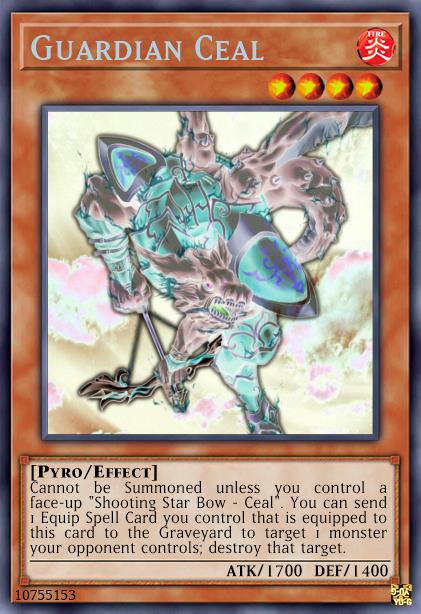 Guardian Ceal
FIRE
炎
[Pyro/Effect]
Cannot be Summoned unless you control a
face-up "Shooting Star Bow - Ceal". You can send
1 Equip Spell Card you control that is equipped to
this card to the Graveyard to target 1 monster
your opponent controls; destroy that target.
ATK/1700 DEF/1400
10755153